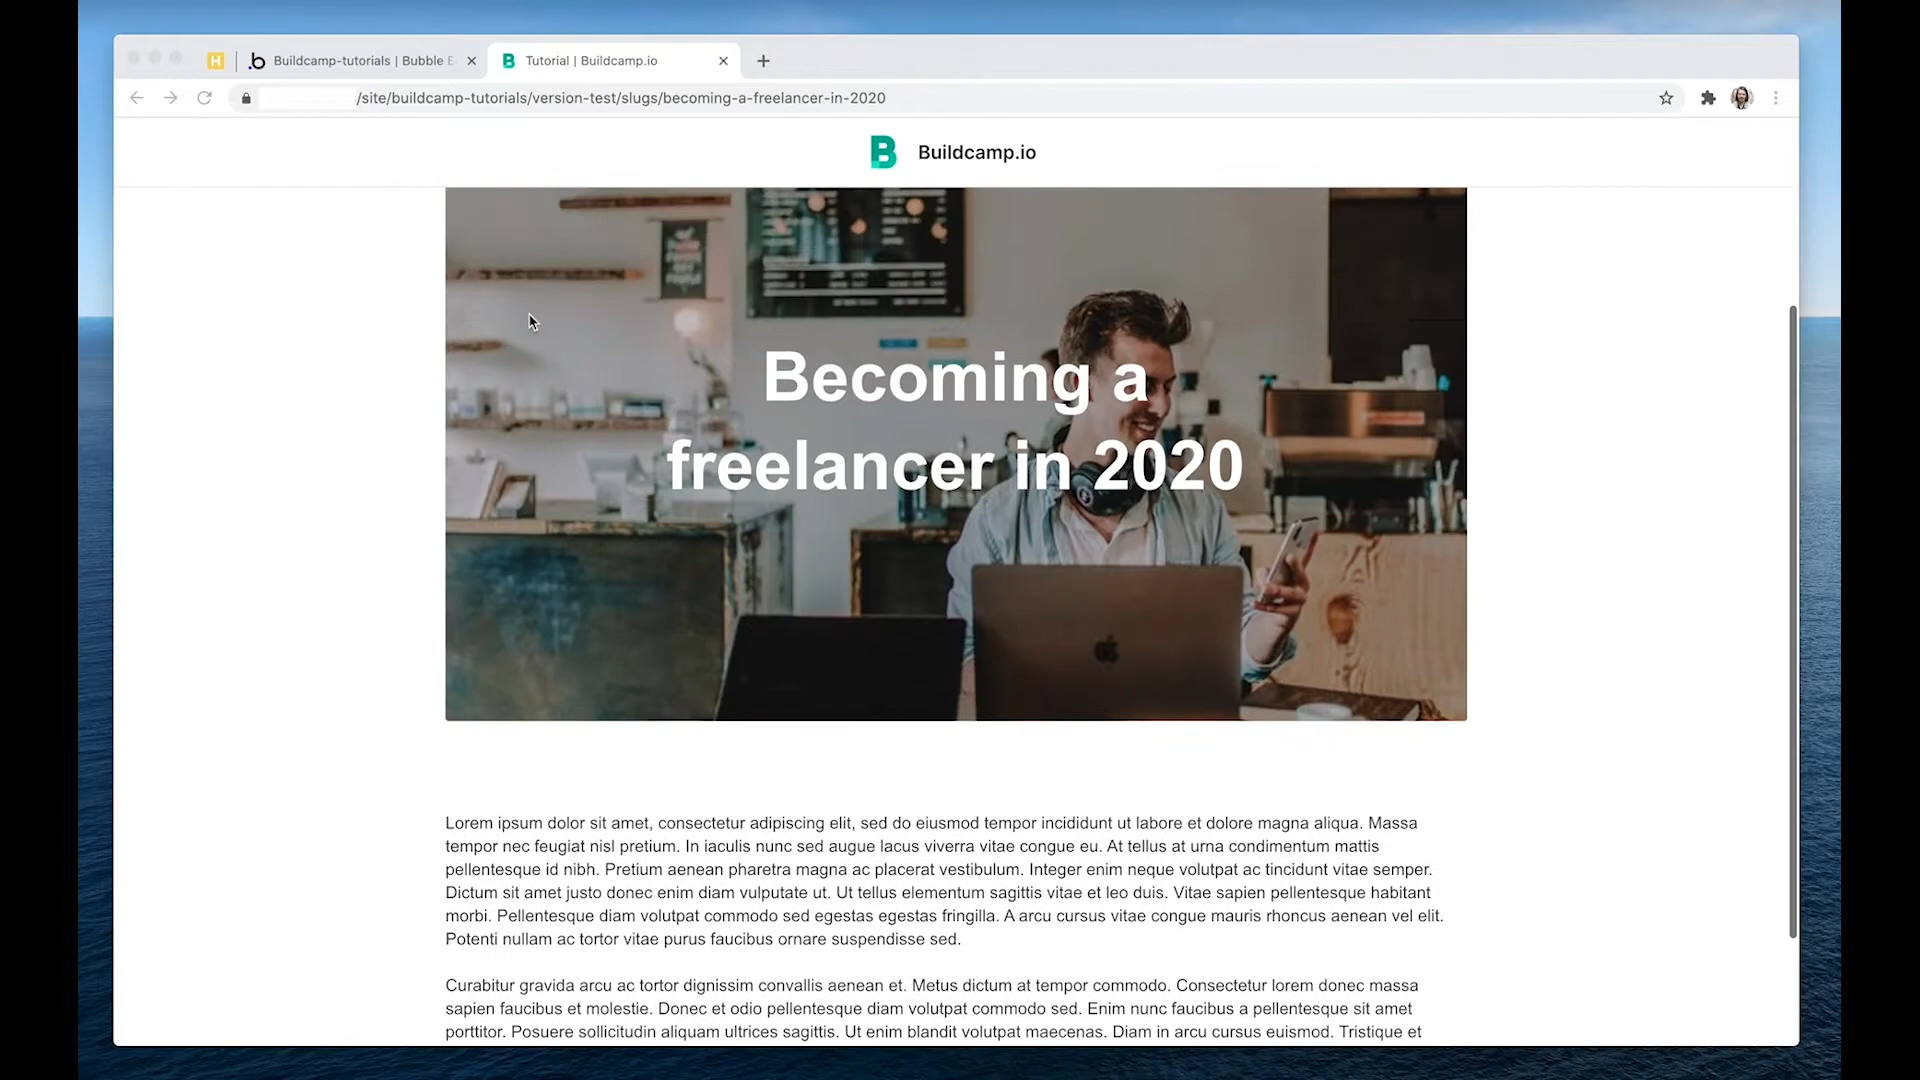 H
b Buildcamp-tutorials | Bubble E
B Tutorial | Buildcamp.io
/site/buildcamp-tutorials/version-test/slugs/becoming-a-freelancer-in-2020
B Buildcamp.io
Becoming a
freelancer in 2020
Lorem ipsum dolor sit amet, consectetur adipiscing elit, sed do eiusmod tempor incididunt ut labore et dolore magna aliqua. Massa
tempor nec feugiat nisl pretium. In iaculis nunc sed augue lacus viverra vitae congue eu. At tellus at urna condimentum mattis
pellentesque id nibh. Pretium aenean pharetra magna ac placerat vestibulum. Integer enim neque volutpat ac tincidunt vitae semper.
Dictum sit amet justo donec enim diam vulputate ut. Ut tellus elementum sagittis vitae et leo duis. Vitae sapien pellentesque habitant
morbi. Pellentesque diam volutpat commodo sed egestas egestas fringilla. A arcu cursus vitae congue mauris rhoncus aenean vel elit.
Potenti nullam ac tortor vitae purus faucibus ornare suspendisse sed.
Curabitur gravida arcu ac tortor dignissim convallis aenean et. Metus dictum at tempor commodo. Consectetur lorem donec massa
sapien faucibus et molestie. Donec et odio pellentesque diam volutpat commodo sed. Enim nunc faucibus a pellentesque sit amet
porttitor. Posuere sollicitudin aliquam ultrices sagittis. Ut enim blandit volutpat maecenas. Diam in arcu cursus euismod. Tristique et